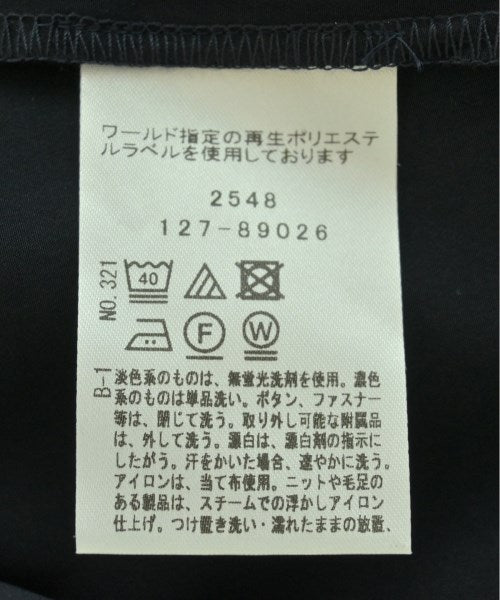 ワールド指定の再生ポリエステ
ルラベルを使用しております
2548
127-89026
NO. 321
40
F
W
B-1
淡色系のものは、無蛍光洗剤を使用。濃色
系のものは単品洗い。ボタン、ファスナー
等は、閉じて洗う。取り外し可能な附属品
は、外して洗う。漂白は、漂白剤の指示に
したがう。汗をかいた場合、速やかに洗う。
アイロンは、当て布使用。ニットや毛足の
ある製品は、スチームでの浮かしアイロン
仕上げ。つけ置き洗い・濡れたままの放置、